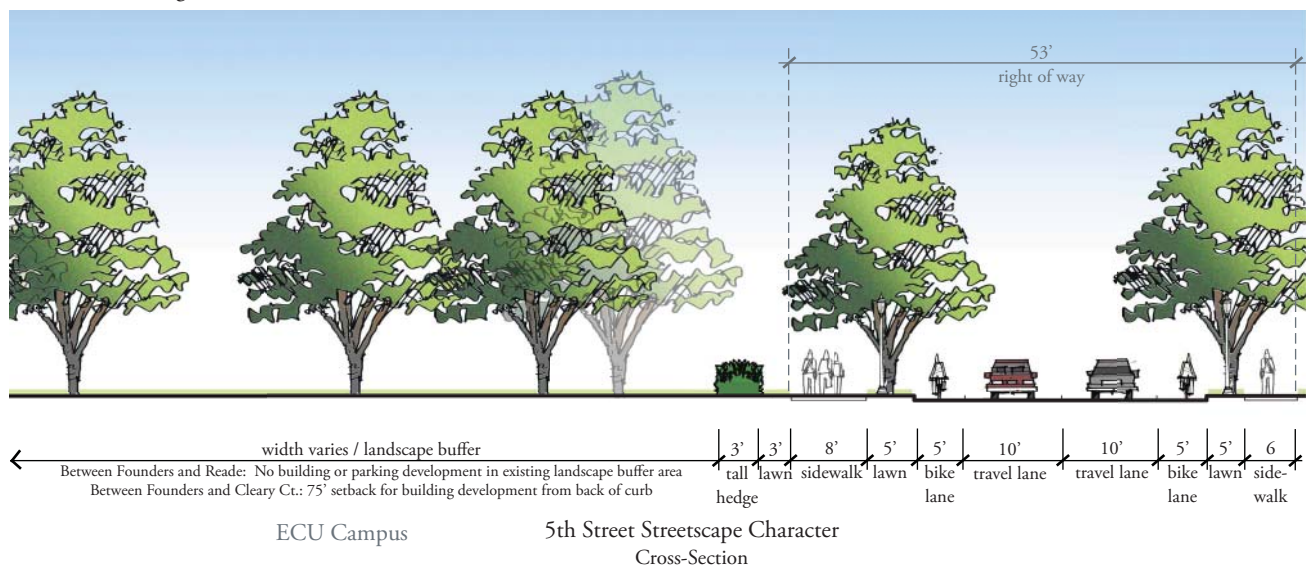 53’
right of way
width varies / landscape buffer
Between Founders and Reade: No building or parking development in existing landscape buffer area
Between Founders and Cleary Ct.: 75’ setback for building development from back of curb
3’
tall
hedge
3’
lawn
8’
sidewalk
5’
lawn
5’
bike
lane
10’
travel lane
10’
travel lane
5’
bike
lane
5’
lawn
6
side-
walk
ECU Campus
5th Street Streetscape Character
Cross-Section